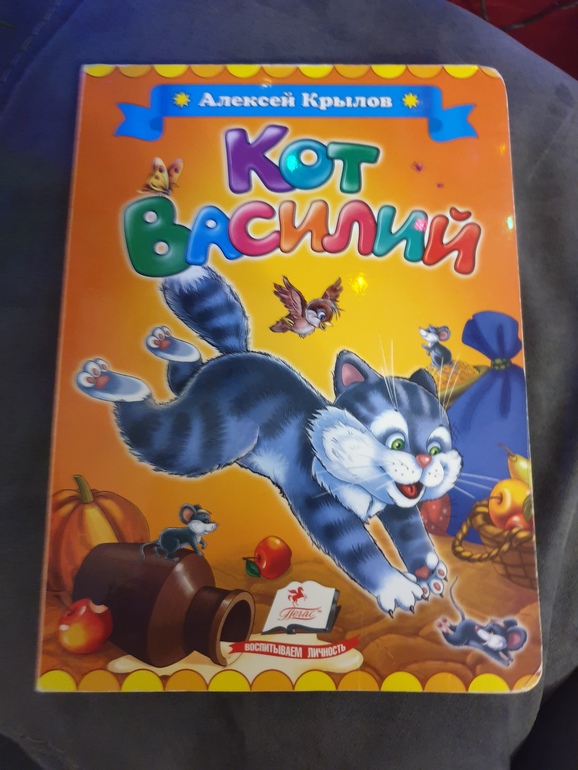 Алексей Крылов
Кот
Василий
Пегас
ВОСПИТЫВАЕМ ЛИЧНОСТЬ